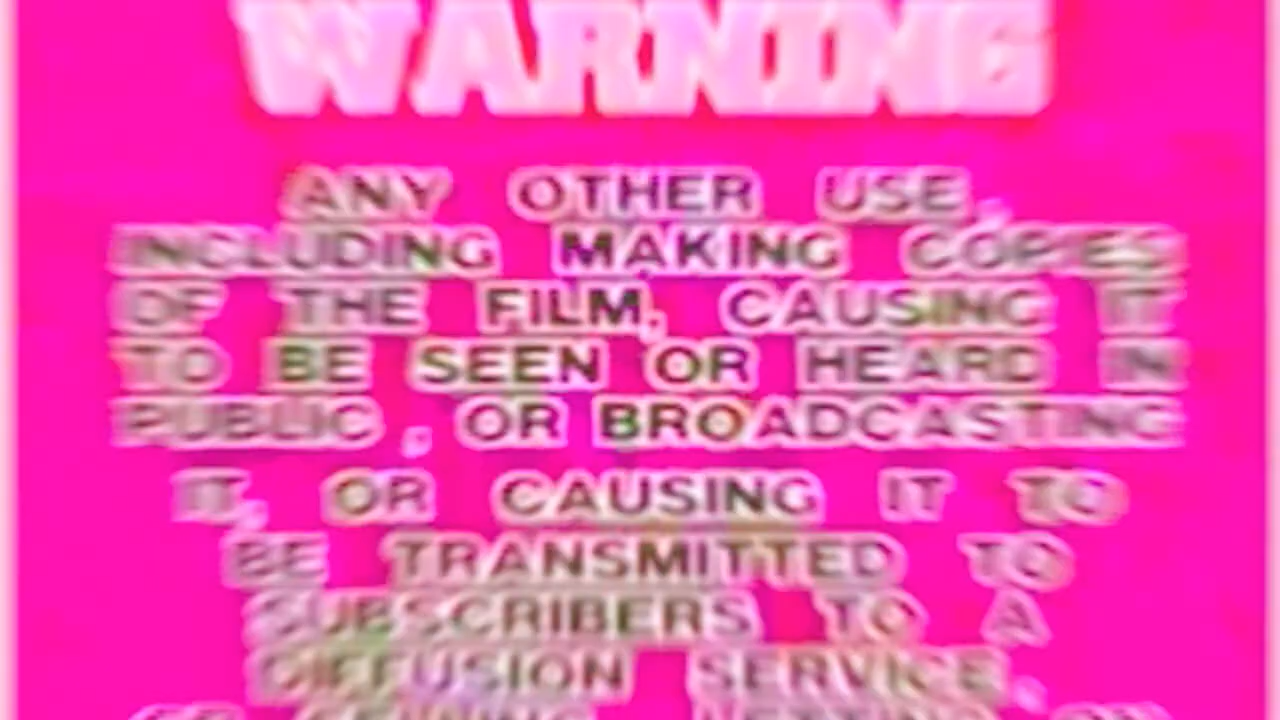 WARNING
ANY OTHER USE,
INCLUDING MAKING COPIES
OF THE FILM, CAUSING IT
TO BE SEEN OR HEARD IN
PUBLIC, OR BROADCASTING
IT, OR CAUSING IT TO
BE TRANSMITTED TO
SUBSCRIBERS TO A
DIFFUSION SERVICE,